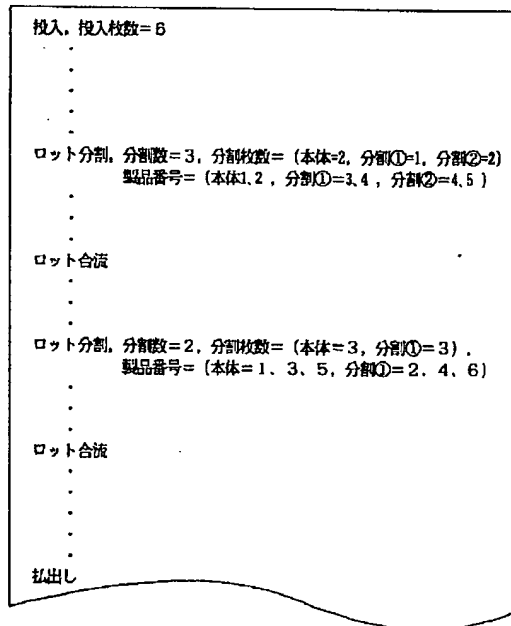 投入, 投入枚数=6
ロット分割, 分割数=3, 分割枚数= (本体=2, 分割①=1, 分割②=2)
製品番号= (本体1,2 , 分割①=3,4 , 分割②=4,5 )
ロット合流
ロット分割, 分割数=2, 分割枚数= (本体=3, 分割①=3) .
製品番号= (本体=1、3、5, 分割①=2、4、6)
ロット合流
払出し